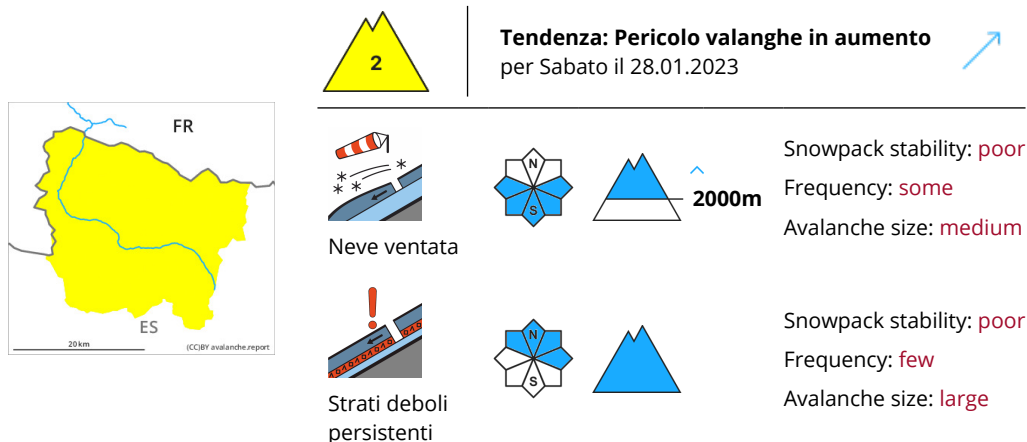 2
Tendenza: Pericolo valanghe in aumento
per Sabato il 28.01.2023
FR
ES
20 km
(CC)BY avalanche.report
Neve ventata
N
S
2000m
Snowpack stability: poor
Frequency: some
Avalanche size: medium
Strati deboli
persistenti
N
S
Snowpack stability: poor
Frequency: few
Avalanche size: large